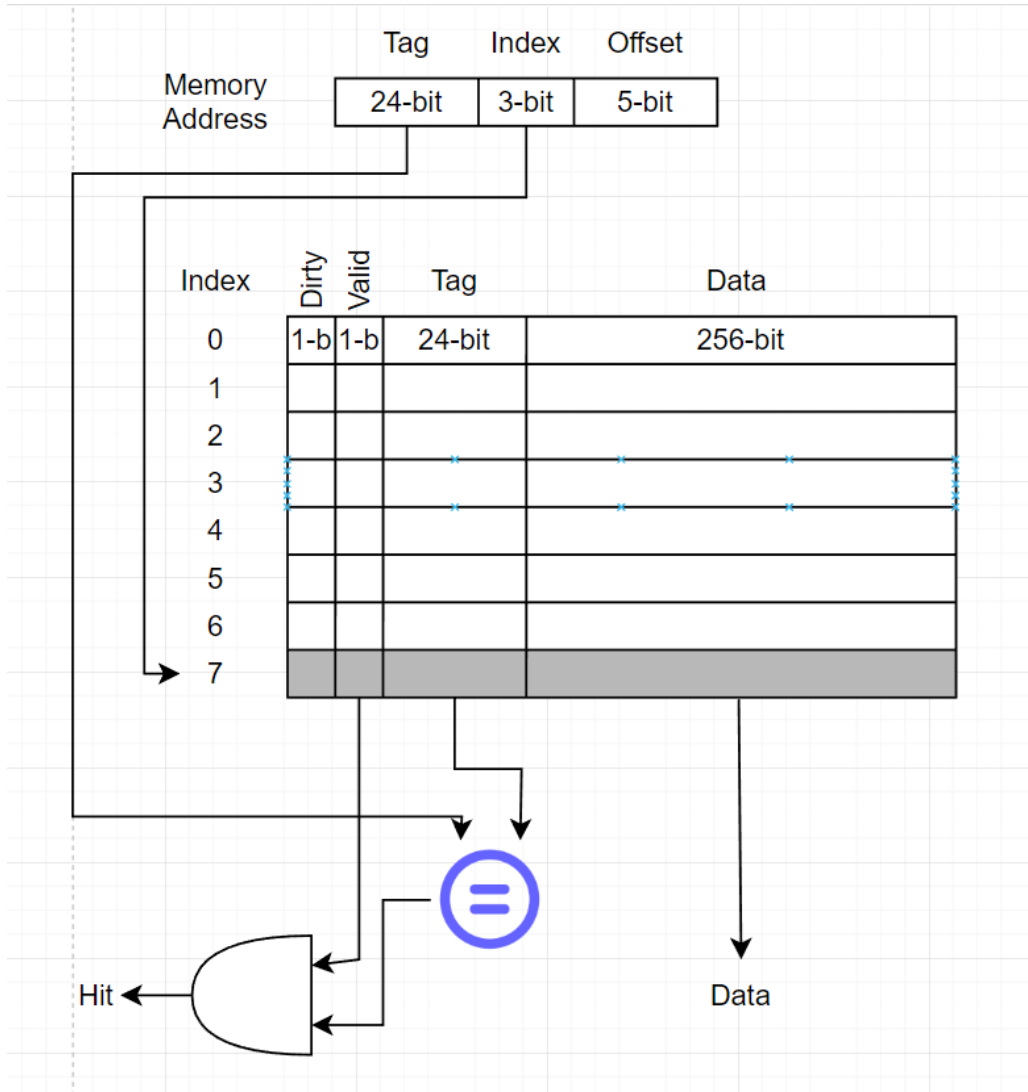 Tag Index Offset
Memory
Address
24-bit 3-bit 5-bit
Index Dirty Valid Tag Data
0 1-b 1-b 24-bit 256-bit
1
2
3
4
5
6
7
Hit
Data